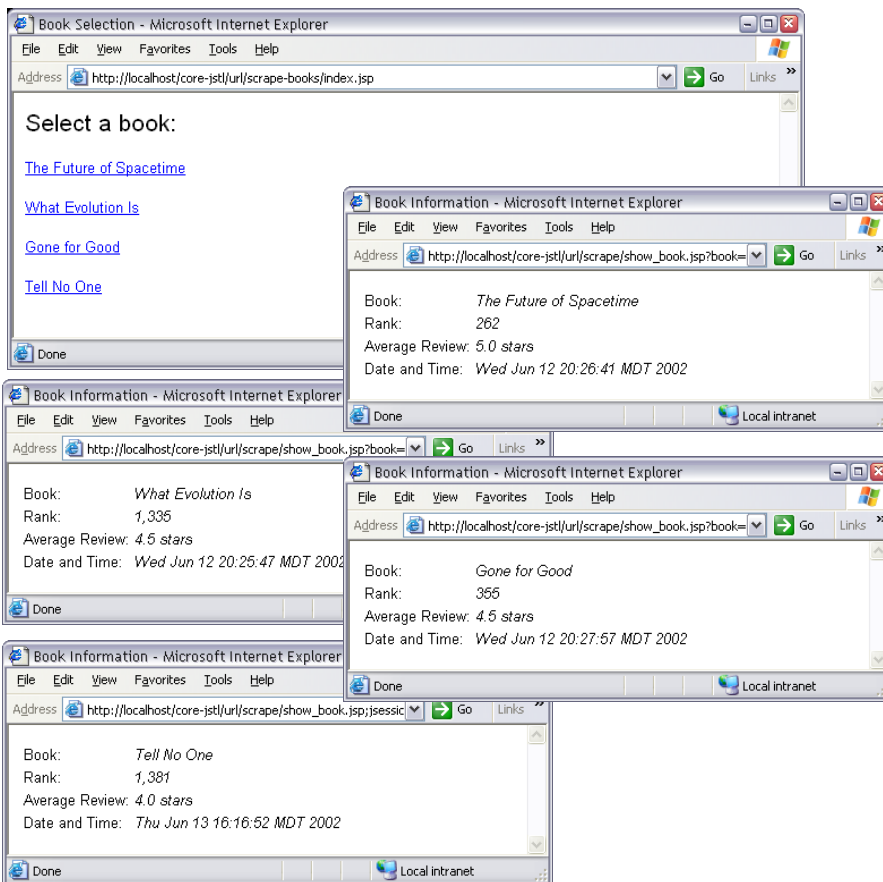 Book Selection - Microsoft Internet Explorer
File Edit View Favorites Tools Help
Address http://localhost/core-jstl/url/scrape-books/index.jsp Go Links »
Select a book:
The Future of Spacetime
What Evolution Is
Gone for Good
Tell No One
Done
Book Information - Microsoft Internet Explorer
File Edit View Favorites Tools Help
Address http://localhost/core-jstl/url/scrape/show_book.jsp?book= Go Links »
Book: The Future of Spacetime
Rank: 262
Average Review: 5.0 stars
Date and Time: Wed Jun 12 20:26:41 MDT 2002
Done Local intranet
Book Information - Microsoft Internet Explorer
File Edit View Favorites Tools Help
Address http://localhost/core-jstl/url/scrape/show_book.jsp?book= Go Links »
Book: What Evolution Is
Rank: 1,335
Average Review: 4.5 stars
Date and Time: Wed Jun 12 20:25:47 MDT 2002
Done
Book Information - Microsoft Internet Explorer
File Edit View Favorites Tools Help
Address http://localhost/core-jstl/url/scrape/show_book.jsp?book= Go Links »
Book: Gone for Good
Rank: 355
Average Review: 4.5 stars
Date and Time: Wed Jun 12 20:27:57 MDT 2002
Done Local intranet
Book Information - Microsoft Internet Explorer
File Edit View Favorites Tools Help
Address http://localhost/core-jstl/url/scrape/show_book.jsp;jsessic Go Links »
Book: Tell No One
Rank: 1,381
Average Review: 4.0 stars
Date and Time: Thu Jun 13 16:16:52 MDT 2002
Done Local intranet